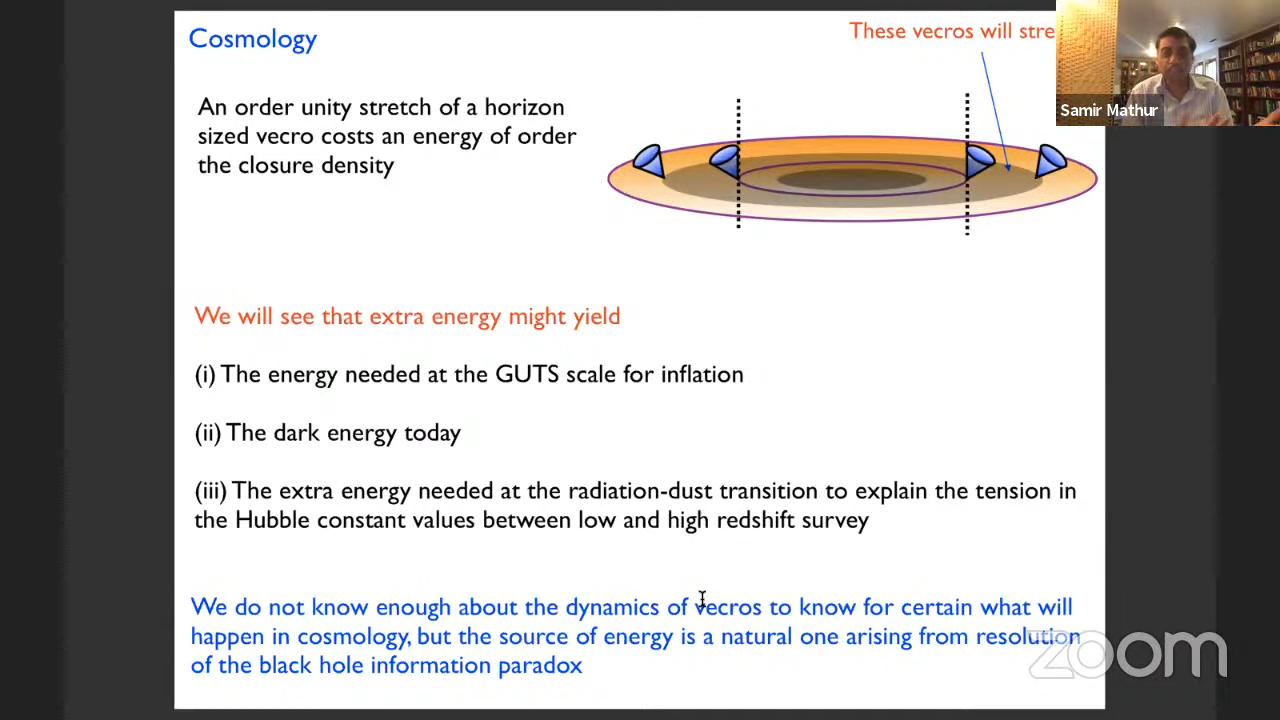 Cosmology
These vecros will stre
An order unity stretch of a horizon
sized vecro costs an energy of order
the closure density
Samir Mathur
We will see that extra energy might yield
(i) The energy needed at the GUTS scale for inflation
(ii) The dark energy today
(iii) The extra energy needed at the radiation-dust transition to explain the tension in
the Hubble constant values between low and high redshift survey
We do not know enough about the dynamics of vecros to know for certain what will
happen in cosmology, but the source of energy is a natural one arising from resolution
of the black hole information paradox
zoom